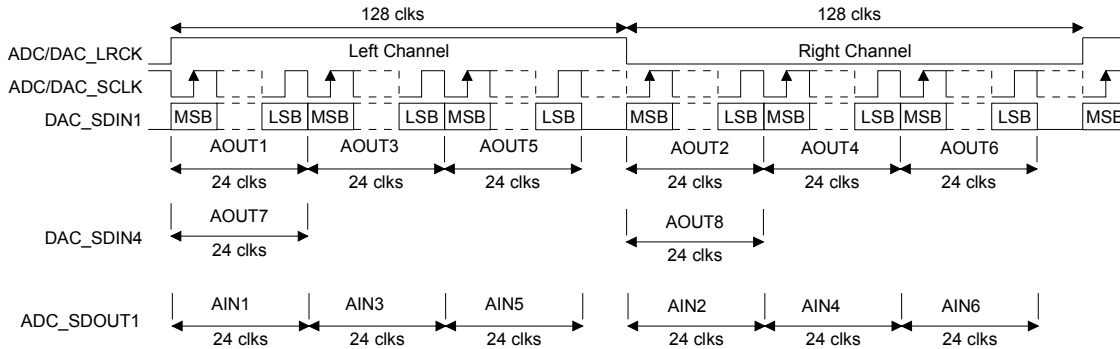 128 clks 128 clks
ADC/DAC_LRCK Left Channel Right Channel
ADC/DAC_SCLK
DAC_SDIN1 MSB LSB MSB LSB MSB LSB MSB LSB MSB LSB MSB LSB MSB
AOUT1 AOUT3 AOUT5 AOUT2 AOUT4 AOUT6
24 clks 24 clks 24 clks 24 clks 24 clks 24 clks
DAC_SDIN4 AOUT7 AOUT8
24 clks 24 clks
ADC_SDOUT1 AIN1 AIN3 AIN5 AIN2 AIN4 AIN6
24 clks 24 clks 24 clks 24 clks 24 clks 24 clks